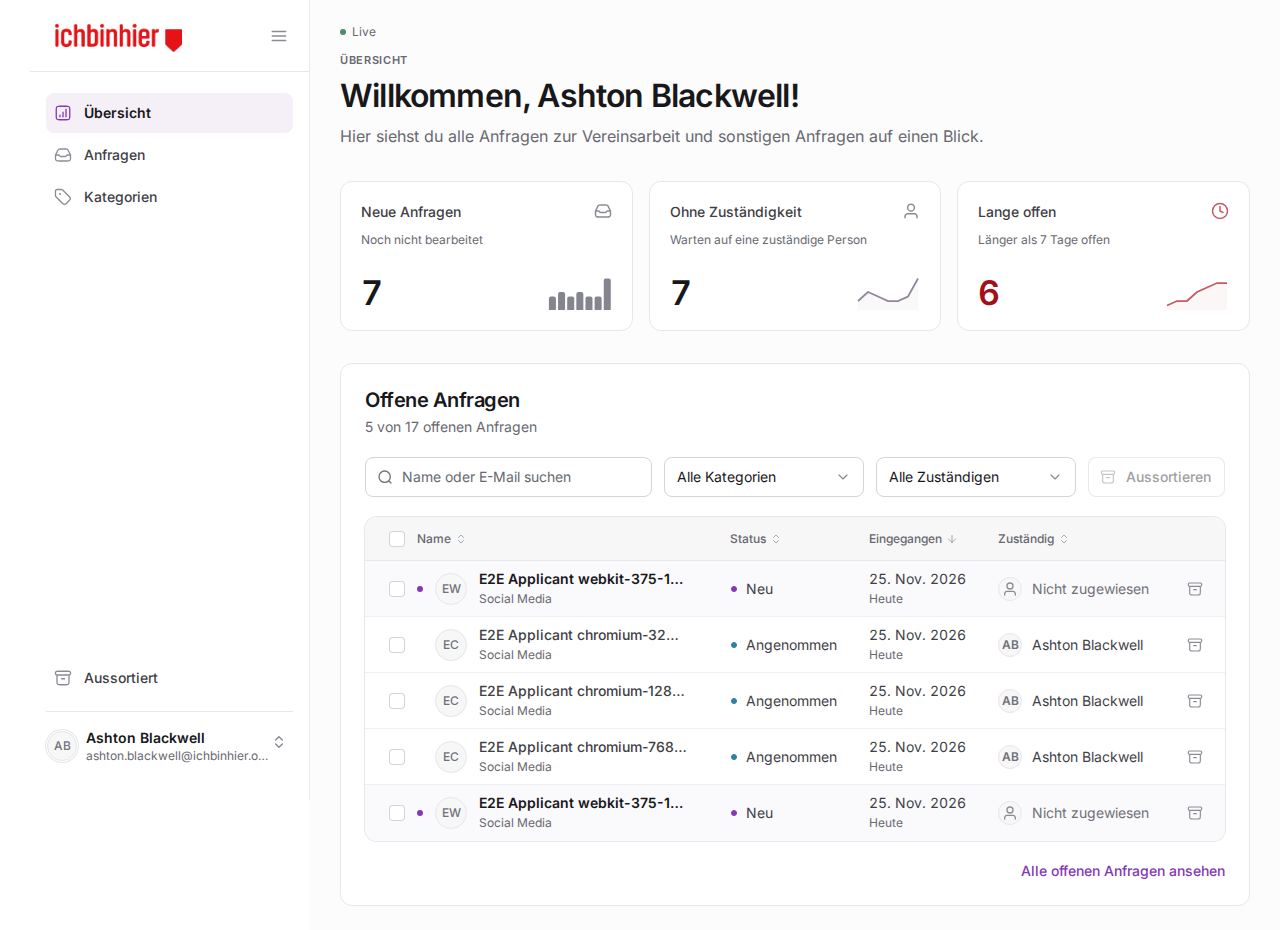 ichbinhier
Übersicht
Anfragen
Kategorien
Aussortiert
AB
Ashton Blackwell
ashton.blackwell@ichbinhier.o...
Live
ÜBERSICHT
Willkommen, Ashton Blackwell!
Hier siehst du alle Anfragen zur Vereinsarbeit und sonstigen Anfragen auf einen Blick.
Neue Anfragen
Noch nicht bearbeitet
7
Ohne Zuständigkeit
Warten auf eine zuständige Person
7
Lange offen
Länger als 7 Tage offen
6
Offene Anfragen
5 von 17 offenen Anfragen
Name oder E-Mail suchen
Alle Kategorien
Alle Zuständigen
Aussortieren
Name Status Eingegangen Zuständig
EW E2E Applicant webkit-375-1... Neu 25. Nov. 2026 Nicht zugewiesen
Social Media Heute
EC E2E Applicant chromium-32... Angenommen 25. Nov. 2026 AB Ashton Blackwell
Social Media Heute
EC E2E Applicant chromium-128... Angenommen 25. Nov. 2026 AB Ashton Blackwell
Social Media Heute
EC E2E Applicant chromium-768... Angenommen 25. Nov. 2026 AB Ashton Blackwell
Social Media Heute
EW E2E Applicant webkit-375-1... Neu 25. Nov. 2026 Nicht zugewiesen
Social Media Heute
Alle offenen Anfragen ansehen